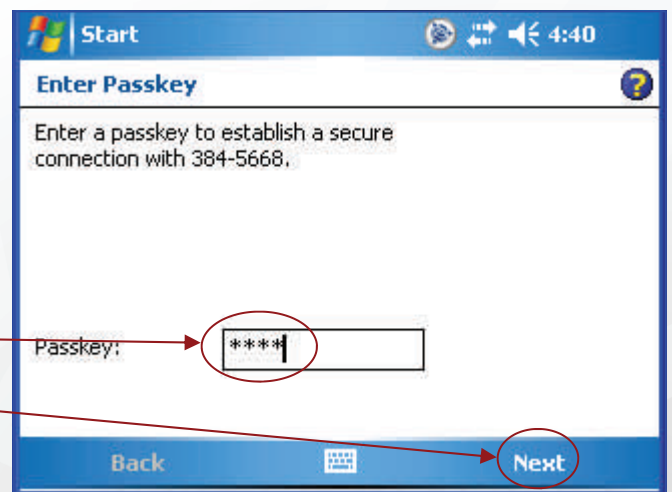 Start 4:40
Enter Passkey
?
Enter a passkey to establish a secure
connection with 384-5668.
Passkey: ****
Back Next